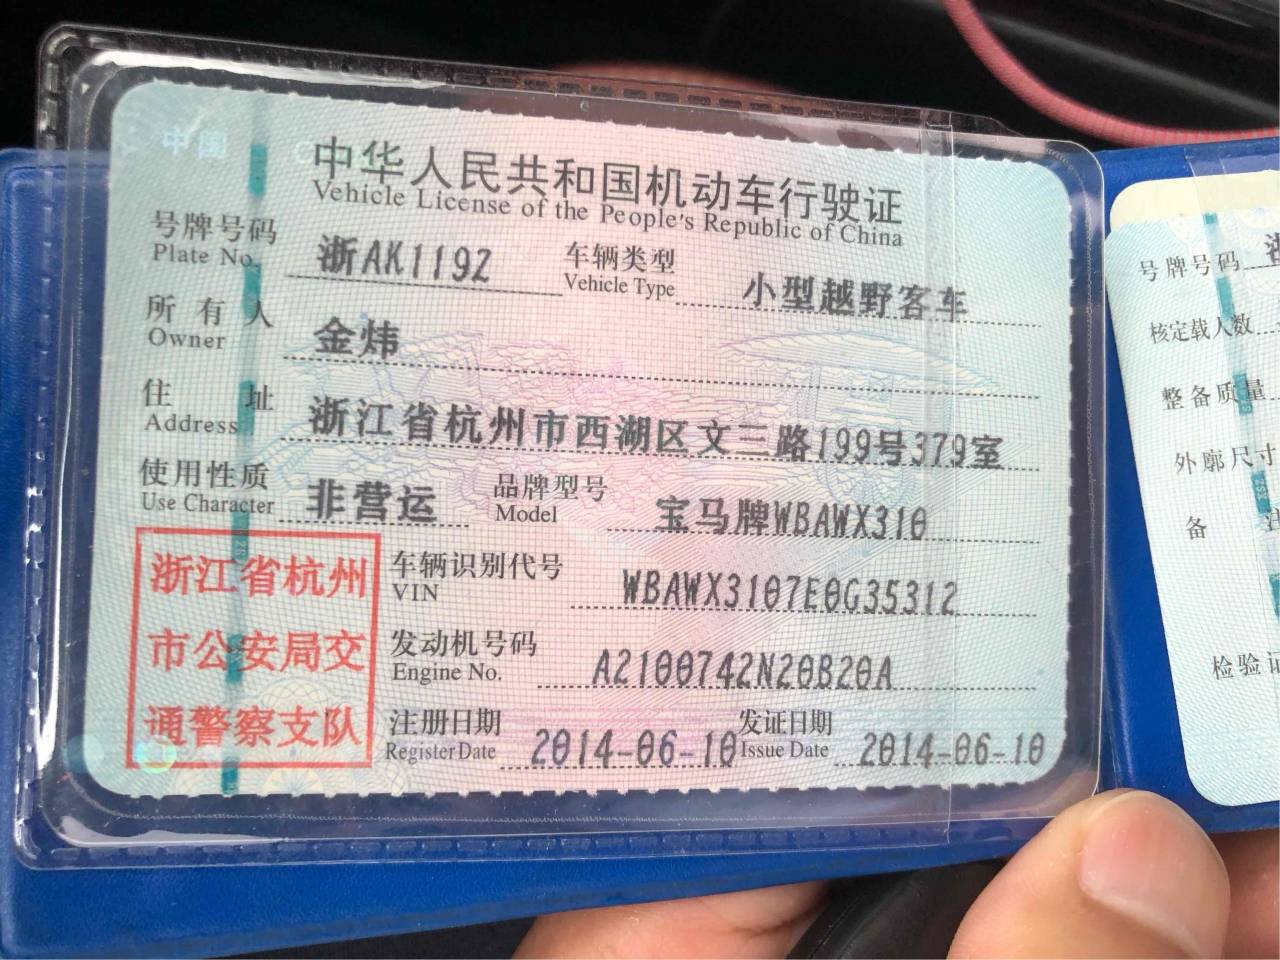 中国
中华人民共和国机动车行驶证
Vehicle License of the People's Republic of China
号牌号码 浙AK119Z 车辆类型 小型越野客车
Plate No. Vehicle Type
所有人 金炜
Owner
住址 浙江省杭州市西湖区文三路199号379室
Address
使用性质 非营运 品牌型号 宝马牌WBAWX310
Use Character Model
浙江省杭州
市公安局交
通警察支队
车辆识别代号 WBAWX3107E0G35312
VIN
发动机号码 A2100742N20B20A
Engine No.
注册日期 2014-06-10 发证日期 2014-06-10
Register Date Issue Date
号牌号码
核定载人数
整备质量
外廓尺寸
备
检验